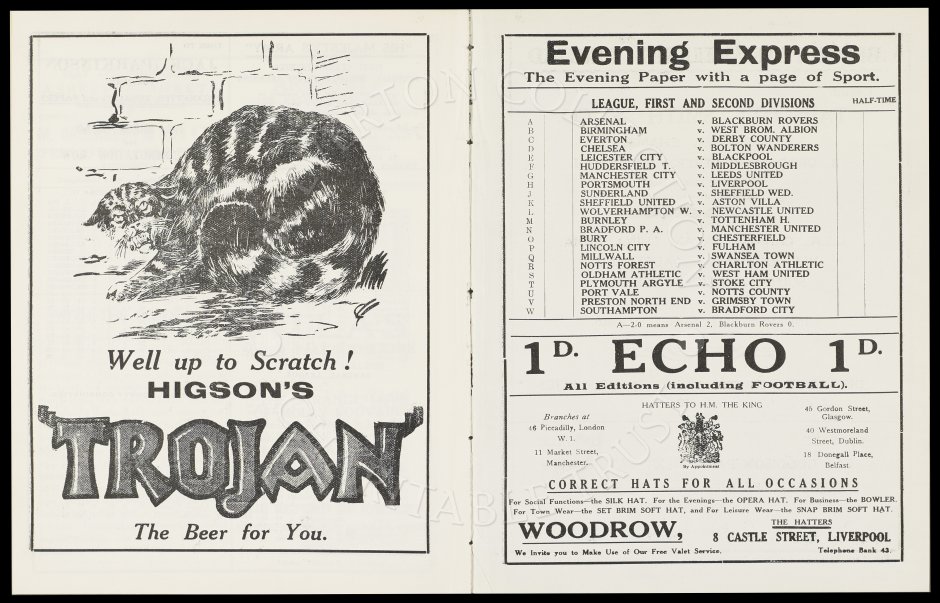 Well up to Scratch!
HIGSON'S
"TROJAN"
The Beer for You.
Evening Express
The Evening Paper with a page of Sport.
LEAGUE, FIRST AND SECOND DIVISIONS HALF-TIME
A ARSENAL v. BLACKBURN ROVERS
B BIRMINGHAM v. WEST BROM. ALBION
C EVERTON v. DERBY COUNTY
D CHELSEA v. BOLTON WANDERERS
E LEICESTER CITY v. BLACKPOOL
F HUDDERSFIELD T. v. MIDDLESBROUGH
G MANCHESTER CITY v. LEEDS UNITED
H PORTSMOUTH v. LIVERPOOL
J SUNDERLAND v. SHEFFIELD WED.
K SHEFFIELD UNITED v. ASTON VILLA
L WOLVERHAMPTON W. v. NEWCASTLE UNITED
M BURNLEY v. TOTTENHAM H.
N BRADFORD P. A. v. MANCHESTER UNITED
O BURY v. CHESTERFIELD
P LINCOLN CITY v. FULHAM
Q MILLWALL v. SWANSEA TOWN
R NOTTS FOREST v. CHARLTON ATHLETIC
S OLDHAM ATHLETIC v. WEST HAM UNITED
T PLYMOUTH ARGYLE v. STOKE CITY
U PORT VALE v. NOTTS COUNTY
V PRESTON NORTH END v. GRIMSBY TOWN
W SOUTHAMPTON v. BRADFORD CITY
A—2-0 means Arsenal 2, Blackburn Rovers 0.
1D. ECHO 1D.
All Editions (including FOOTBALL).
HATTERS TO H.M. THE KING
Branches at
46 Piccadilly, London
W. 1.
11 Market Street,
Manchester.
By Appointment
45 Gordon Street,
Glasgow.
40 Westmoreland
Street, Dublin.
18 Donegall Place,
Belfast.
CORRECT HATS FOR ALL OCCASIONS
For Social Functions—the SILK HAT. For the Evenings—the OPERA HAT. For Business—the BOWLER.
For Town Wear—the SET BRIM SOFT HAT, and For Leisure Wear—the SNAP BRIM SOFT HAT.
WOODROW, THE HATTERS
8 CASTLE STREET, LIVERPOOL
We Invite you to Make Use of Our Free Valet Service. Telephone Bank 43.